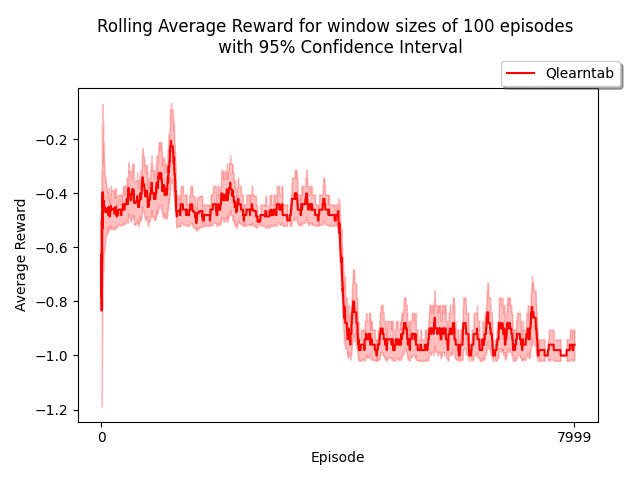 Rolling Average Reward for window sizes of 100 episodes
with 95% Confidence Interval
Qlearntab
−0.2
−0.4
−0.6
−0.8
−1.0
−1.2
Average Reward
0
7999
Episode